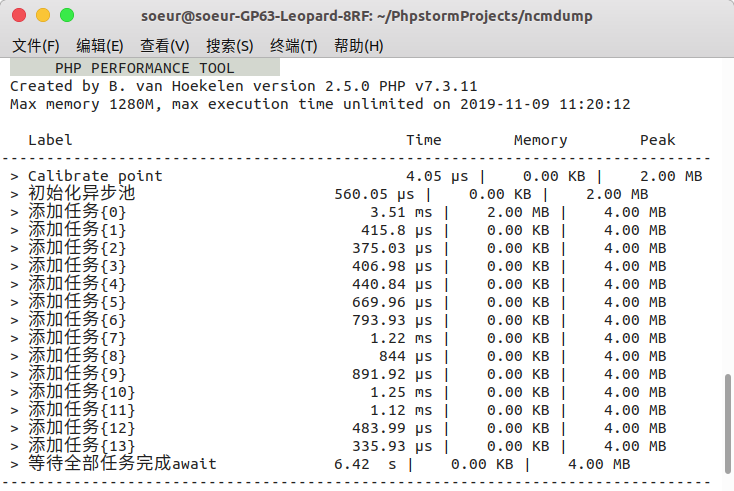 soeur@soeur-GP63-Leopard-8RF: ~/PhpstormProjects/ncmdump
文件(F) 编辑(E) 查看(V) 搜索(S) 终端(T) 帮助(H)
PHP PERFORMANCE TOOL
Created by B. van Hoekelen version 2.5.0 PHP v7.3.11
Max memory 1280M, max execution time unlimited on 2019-11-09 11:20:12
Label Time Memory Peak
--------------------------------------------------------------------------------
> Calibrate point 4.05 µs | 0.00 KB | 2.00 MB
> 初始化异步池 560.05 µs | 0.00 KB | 2.00 MB
> 添加任务{0} 3.51 ms | 2.00 MB | 4.00 MB
> 添加任务{1} 415.8 µs | 0.00 KB | 4.00 MB
> 添加任务{2} 375.03 µs | 0.00 KB | 4.00 MB
> 添加任务{3} 406.98 µs | 0.00 KB | 4.00 MB
> 添加任务{4} 440.84 µs | 0.00 KB | 4.00 MB
> 添加任务{5} 669.96 µs | 0.00 KB | 4.00 MB
> 添加任务{6} 793.93 µs | 0.00 KB | 4.00 MB
> 添加任务{7} 1.22 ms | 0.00 KB | 4.00 MB
> 添加任务{8} 844 µs | 0.00 KB | 4.00 MB
> 添加任务{9} 891.92 µs | 0.00 KB | 4.00 MB
> 添加任务{10} 1.25 ms | 0.00 KB | 4.00 MB
> 添加任务{11} 1.12 ms | 0.00 KB | 4.00 MB
> 添加任务{12} 483.99 µs | 0.00 KB | 4.00 MB
> 添加任务{13} 335.93 µs | 0.00 KB | 4.00 MB
> 等待全部任务完成await 6.42 s | 0.00 KB | 4.00 MB
--------------------------------------------------------------------------------